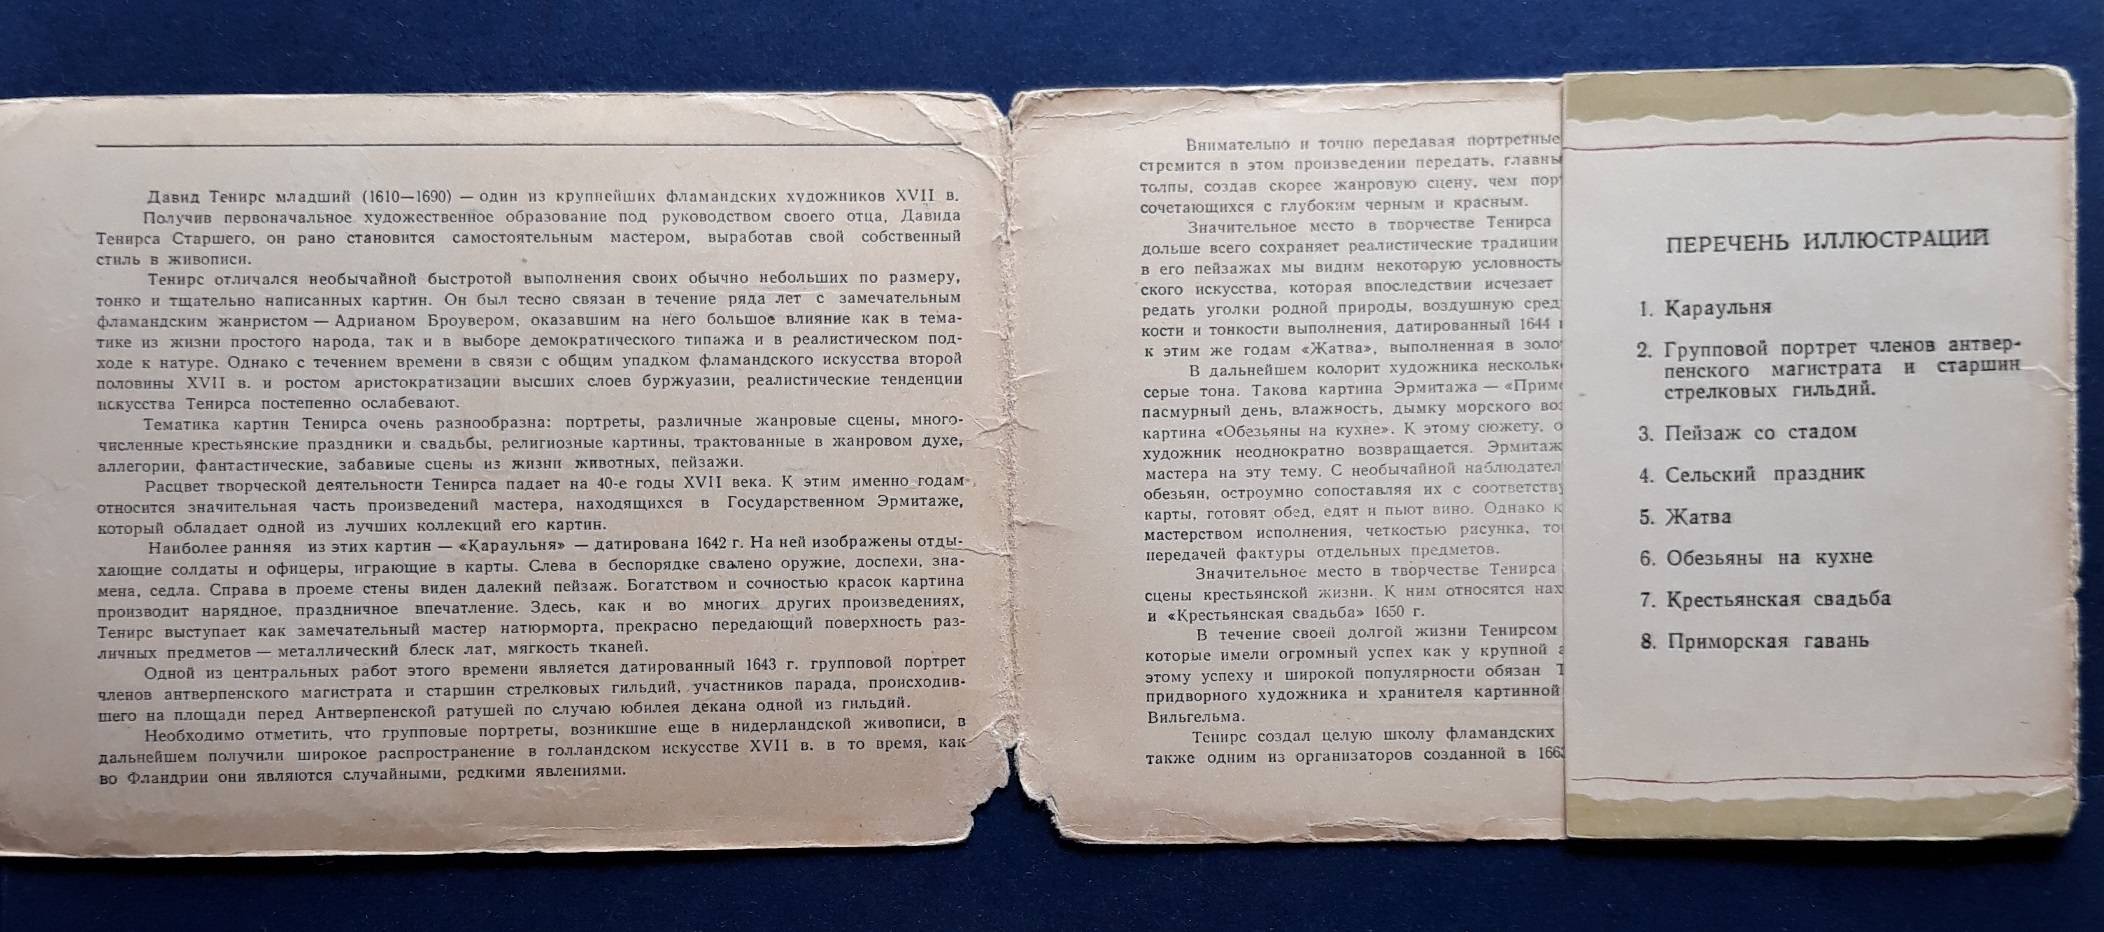 Давид Тенирс младший (1610—1690) — один из крупнейших фламандских художников XVII в.
Получив первоначальное художественное образование под руководством своего отца, Давида
Тенирса Старшего, он рано становится самостоятельным мастером, выработав свой собственный
стиль в живописи.
Тенирс отличался необычайной быстротой выполнения своих обычно небольших по размеру,
тонко и тщательно написанных картин. Он был тесно связан в течение ряда лет с замечательным
фламандским жанристом — Адрианом Броувером, оказавшим на него большое влияние как в тема-
тике из жизни простого народа, так и в выборе демократического типажа и в реалистическом под-
ходе к натуре. Однако с течением времени в связи с общим упадком фламандского искусства второй
половины XVII в. и ростом аристократизации высших слоев буржуазии, реалистические тенденции
искусства Тенирса постепенно ослабевают.
Тематика картин Тенирса очень разнообразна: портреты, различные жанровые сцены, много-
численные крестьянские праздники и свадьбы, религиозные картины, трактованные в жанровом духе,
аллегории, фантастические, забавные сцены из жизни животных, пейзажи.
Расцвет творческой деятельности Тенирса падает на 40-е годы XVII века. К этим именно годам
относится значительная часть произведений мастера, находящихся в Государственном Эрмитаже,
который обладает одной из лучших коллекций его картин.
Наиболее ранняя из этих картин — «Караульня» — датирована 1642 г. На ней изображены отды-
хающие солдаты и офицеры, играющие в карты. Слева в беспорядке свалено оружие, доспехи, зна-
мена, седла. Справа в проеме стены виден далекий пейзаж. Богатством и сочностью красок картина
производит нарядное, праздничное впечатление. Здесь, как и во многих других произведениях,
Тенирс выступает как замечательный мастер натюрморта, прекрасно передающий поверхность раз-
личных предметов — металлический блеск лат, мягкость тканей.
Одной из центральных работ этого времени является датированный 1643 г. групповой портрет
членов антверпенского магистрата и старшин стрелковых гильдий, участников парада, происходив-
шего на площади перед Антверпенской ратушей по случаю юбилея декана одной из гильдий.
Необходимо отметить, что групповые портреты, возникшие еще в нидерландской живописи, в
дальнейшем получили широкое распространение в голландском искусстве XVII в. в то время, как
во Фландрии они являются случайными, редкими явлениями.
Внимательно и точно передавая портретные
стремится в этом произведении передать, главны
толпы, создав скорее жанровую сцену, чем пор
сочетающихся с глубоким черным и красным.
Значительное место в творчестве Тенирса
дольше всего сохраняет реалистические традиции
в его пейзажах мы видим некоторую условность
ского искусства, которая впоследствии исчезает
редать уголки родной природы, воздушную сред
кости и тонкости выполнения, датированный 1644
к этим же годам «Жатва», выполненная в золо
В дальнейшем колорит художника нескольк
серые тона. Такова картина Эрмитажа — «Прим
пасмурный день, влажность, дымку морского воз
картина «Обезьяны на кухне». К этому сюжету, о
художник неоднократно возвращается. Эрмитаж
мастера на эту тему. С необычайной наблюдател
обезьян, остроумно сопоставляя их с соответств
карты, готовят обед, едят и пьют вино. Однако к
мастерством исполнения, четкостью рисунка, то
передачей фактуры отдельных предметов.
Значительное место в творчестве Тенирса
сцены крестьянской жизни. К ним относятся нах
и «Крестьянская свадьба» 1650 г.
В течение своей долгой жизни Тенирсом
которые имели огромный успех как у крупной
этому успеху и широкой популярности обязан Т
придворного художника и хранителя картинной
Вильгельма.
Тенирс создал целую школу фламандских
также одним из организаторов созданной в 166
ПЕРЕЧЕНЬ ИЛЛЮСТРАЦИЙ
1. Караульня
2. Групповой портрет членов антвер-
пенского магистрата и старшин
стрелковых гильдий.
3. Пейзаж со стадом
4. Сельский праздник
5. Жатва
6. Обезьяны на кухне
7. Крестьянская свадьба
8. Приморская гавань